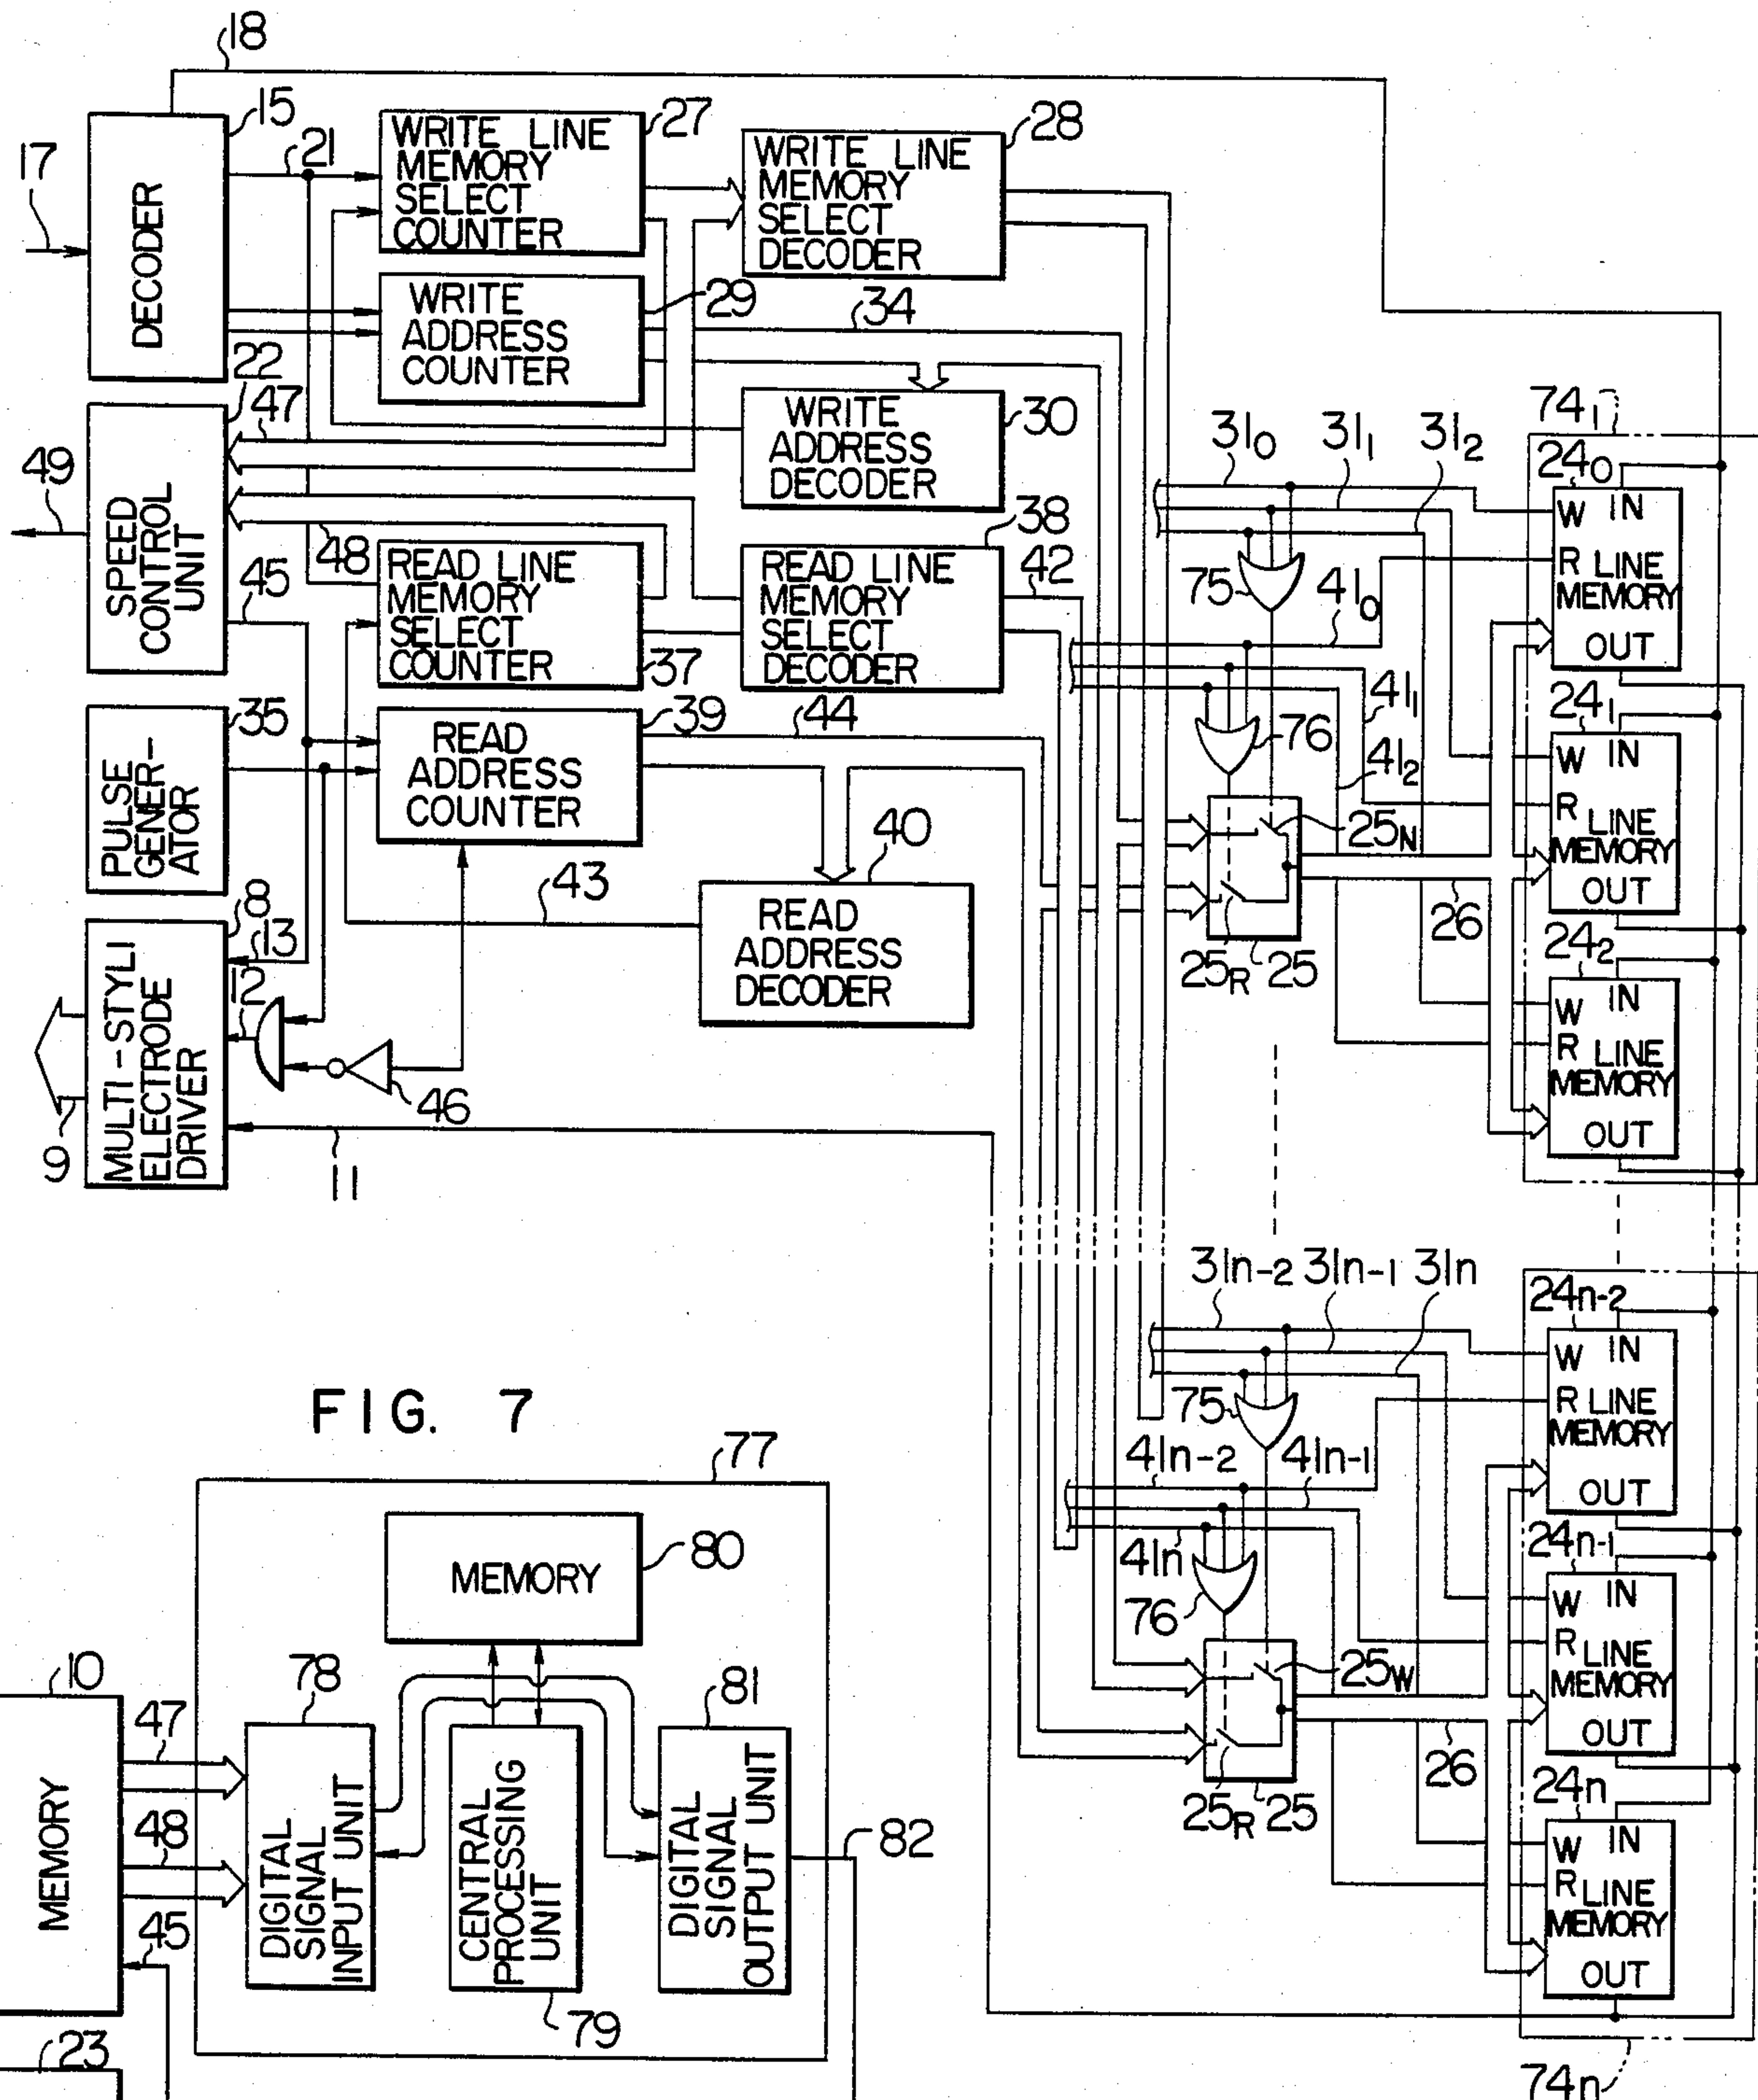 18
15
17
DECODER
21
WRITE LINE
MEMORY
SELECT
COUNTER
27
WRITE LINE
MEMORY
SELECT
DECODER
28
WRITE
ADDRESS
COUNTER
29
34
22
47
49
SPEED
CONTROL
UNIT
48
45
WRITE
ADDRESS
DECODER
30
READ LINE
MEMORY
SELECT
COUNTER
37
READ LINE
MEMORY
SELECT
DECODER
38
42
35
PULSE
GENER-
ATOR
READ
ADDRESS
COUNTER
39
44
40
43
READ
ADDRESS
DECODER
8
13
12
MULTI-STYLI
ELECTRODE
DRIVER
9
46
11
31₀
31₁
31₂
75
41₀
41₁
41₂
76
25N
25R
25
26
74₁
24₀
W
IN
R LINE
MEMORY
OUT
24₁
W
IN
R LINE
MEMORY
OUT
24₂
W
IN
R LINE
MEMORY
OUT
31n-2
31n-1
31n
75
41n-2
41n-1
41n
76
25W
25R
25
26
24n-2
W
IN
R LINE
MEMORY
OUT
24n-1
W
IN
R LINE
MEMORY
OUT
24n
W
IN
R LINE
MEMORY
OUT
74n
FIG. 7
77
MEMORY
80
10
MEMORY
47
48
45
78
DIGITAL
SIGNAL
INPUT UNIT
CENTRAL
PROCESSING
UNIT
79
81
DIGITAL
SIGNAL
OUTPUT UNIT
82
23